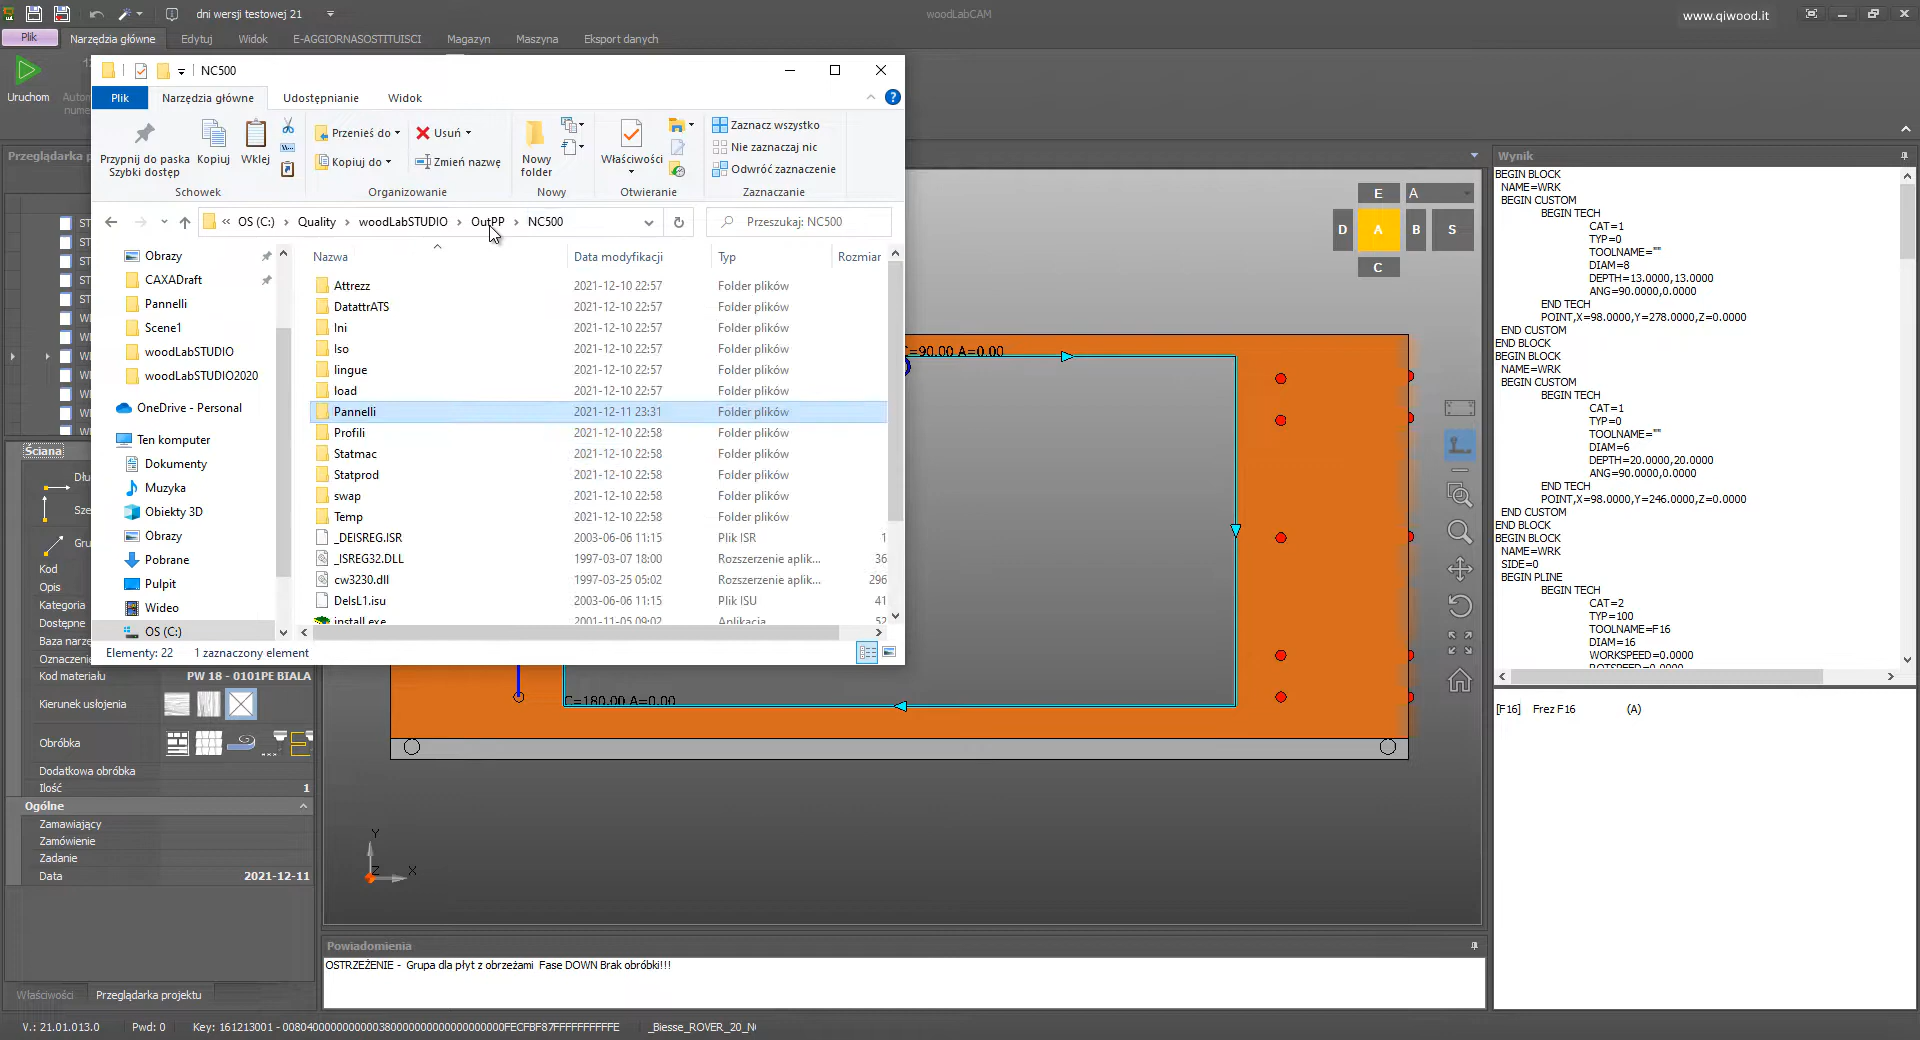 dni wersji testowej 21
woodLabCAM
www.qiwood.it
Plik
Narzędzia główne
Edytuj
Widok
E-AGGIORNASOSTITUISCI
Magazyn
Maszyna
Eksport danych
Uruchom
NC500
Plik
Narzędzia główne
Udostępnianie
Widok
Przypnij do paska
Szybki dostęp
Kopiuj
Wklej
Przenieś do
Kopiuj do
Usuń
Zmień nazwę
Nowy
folder
Właściwości
Zaznacz wszystko
Nie zaznaczaj nic
Odwróć zaznaczenie
Schowek
Organizowanie
Nowy
Otwieranie
Zaznaczanie
« OS (C:) › Quality › woodLabSTUDIO › OutPP › NC500
Przeszukaj: NC500
Obrazy
CAXADraft
Pannelli
Scene1
woodLabSTUDIO
woodLabSTUDIO2020
OneDrive - Personal
Ten komputer
Dokumenty
Muzyka
Obiekty 3D
Obrazy
Pobrane
Pulpit
Wideo
OS (C:)
Nazwa Data modyfikacji Typ Rozmiar
Attrezz 2021-12-10 22:57 Folder plików
DatattrATS 2021-12-10 22:57 Folder plików
Ini 2021-12-10 22:57 Folder plików
Iso 2021-12-10 22:57 Folder plików
lingue 2021-12-10 22:57 Folder plików
load 2021-12-10 22:57 Folder plików
Pannelli 2021-12-11 23:31 Folder plików
Profili 2021-12-10 22:58 Folder plików
Statmac 2021-12-10 22:58 Folder plików
Statprod 2021-12-10 22:58 Folder plików
swap 2021-12-10 22:58 Folder plików
Temp 2021-12-10 22:58 Folder plików
_DEISREG.ISR 2003-06-06 11:15 Plik ISR 1
_ISREG32.DLL 1997-03-07 18:00 Rozszerzenie aplik... 36
cw3230.dll 1997-03-25 05:02 Rozszerzenie aplik... 296
DelsL1.isu 2003-06-06 11:15 Plik ISU 41
install.exe 2001-11-05 09:02 Aplikacja 52
Elementy: 22 1 zaznaczony element
Ściana
Kod
Opis
Kategoria
Dostępne
Kod materiału PW 18 - 0101PE BIALA
Kierunek usłojenia
Obróbka
Dodatkowa obróbka
Ilość 1
Ogólne
Zamawiający
Zamówienie
Zadanie
Data 2021-12-11
Właściwości
Przeglądarka projektu
C=90.00 A=0.00
C=180.00 A=0.00
Y
Z
X
E
A
D
A
B
S
C
Powiadomienia
OSTRZEŻENIE - Grupa dla płyt z obrzeżami Fase DOWN Brak obróbki!!!
Wynik
BEGIN BLOCK
NAME=WRK
BEGIN CUSTOM
BEGIN TECH
CAT=1
TYP=0
TOOLNAME=""
DIAM=8
DEPTH=13.0000,13.0000
ANG=90.0000,0.0000
END TECH
POINT,X=98.0000,Y=278.0000,Z=0.0000
END CUSTOM
END BLOCK
BEGIN BLOCK
NAME=WRK
BEGIN CUSTOM
BEGIN TECH
CAT=1
TYP=0
TOOLNAME=""
DIAM=6
DEPTH=20.0000,20.0000
ANG=90.0000,0.0000
END TECH
POINT,X=98.0000,Y=246.0000,Z=0.0000
END CUSTOM
END BLOCK
BEGIN BLOCK
NAME=WRK
SIDE=0
BEGIN PLINE
BEGIN TECH
CAT=2
TYP=100
TOOLNAME=F16
DIAM=16
WORKSPEED=0.0000
ROTSPEED=0.0000
[F16] Frez F16 (A)
V.: 21.01.013.0
Pwd: 0